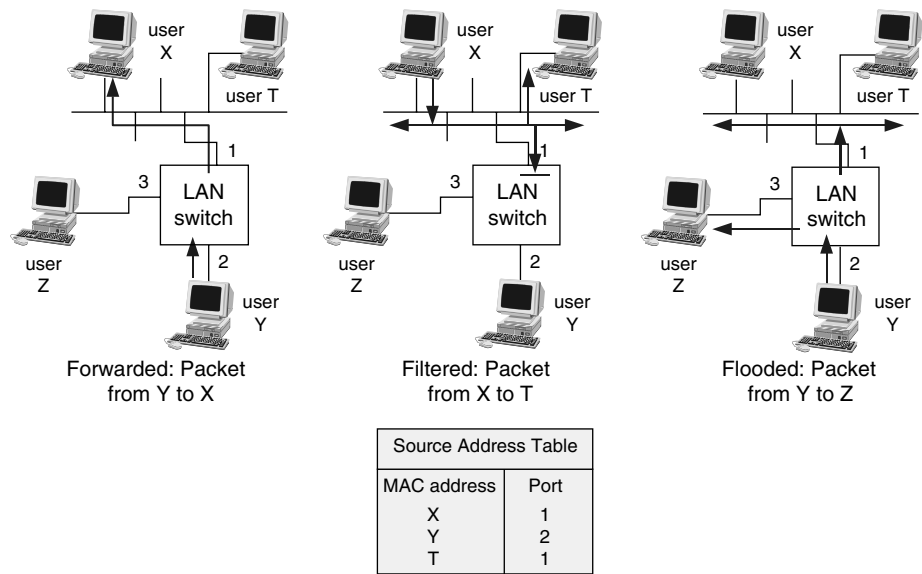 user
X
user T
1
3
LAN
switch
user
Z
2
user
Y
Forwarded: Packet
from Y to X
user
X
user T
1
3
LAN
switch
user
Z
2
user
Y
Filtered: Packet
from X to T
user
X
user T
1
3
LAN
switch
user
Z
2
user
Y
Flooded: Packet
from Y to Z
Source Address Table
MAC address Port
X 1
Y 2
T 1